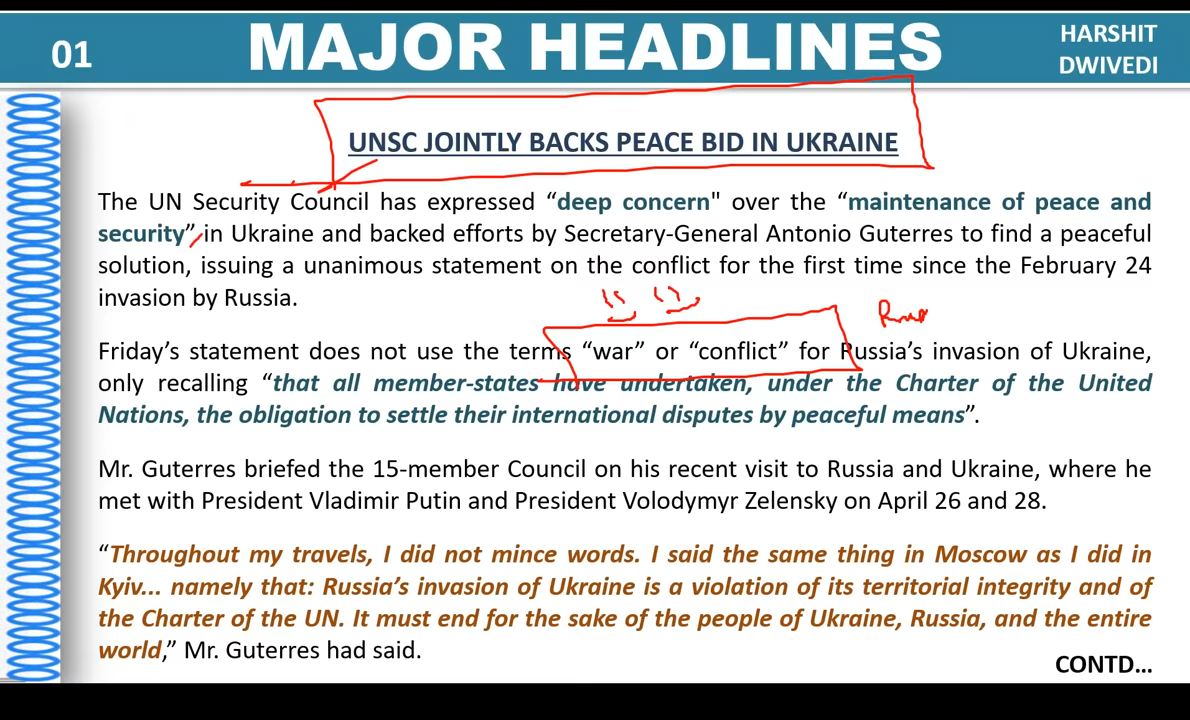 01
MAJOR HEADLINES
HARSHIT
DWIVEDI
UNSC JOINTLY BACKS PEACE BID IN UKRAINE
The UN Security Council has expressed “deep concern" over the “maintenance of peace and
security” in Ukraine and backed efforts by Secretary-General Antonio Guterres to find a peaceful
solution, issuing a unanimous statement on the conflict for the first time since the February 24
invasion by Russia.
Friday’s statement does not use the terms “war” or “conflict” for Russia’s invasion of Ukraine,
only recalling “that all member-states have undertaken, under the Charter of the United
Nations, the obligation to settle their international disputes by peaceful means”.
Mr. Guterres briefed the 15-member Council on his recent visit to Russia and Ukraine, where he
met with President Vladimir Putin and President Volodymyr Zelensky on April 26 and 28.
“Throughout my travels, I did not mince words. I said the same thing in Moscow as I did in
Kyiv... namely that: Russia’s invasion of Ukraine is a violation of its territorial integrity and of
the Charter of the UN. It must end for the sake of the people of Ukraine, Russia, and the entire
world,” Mr. Guterres had said.
CONTD...